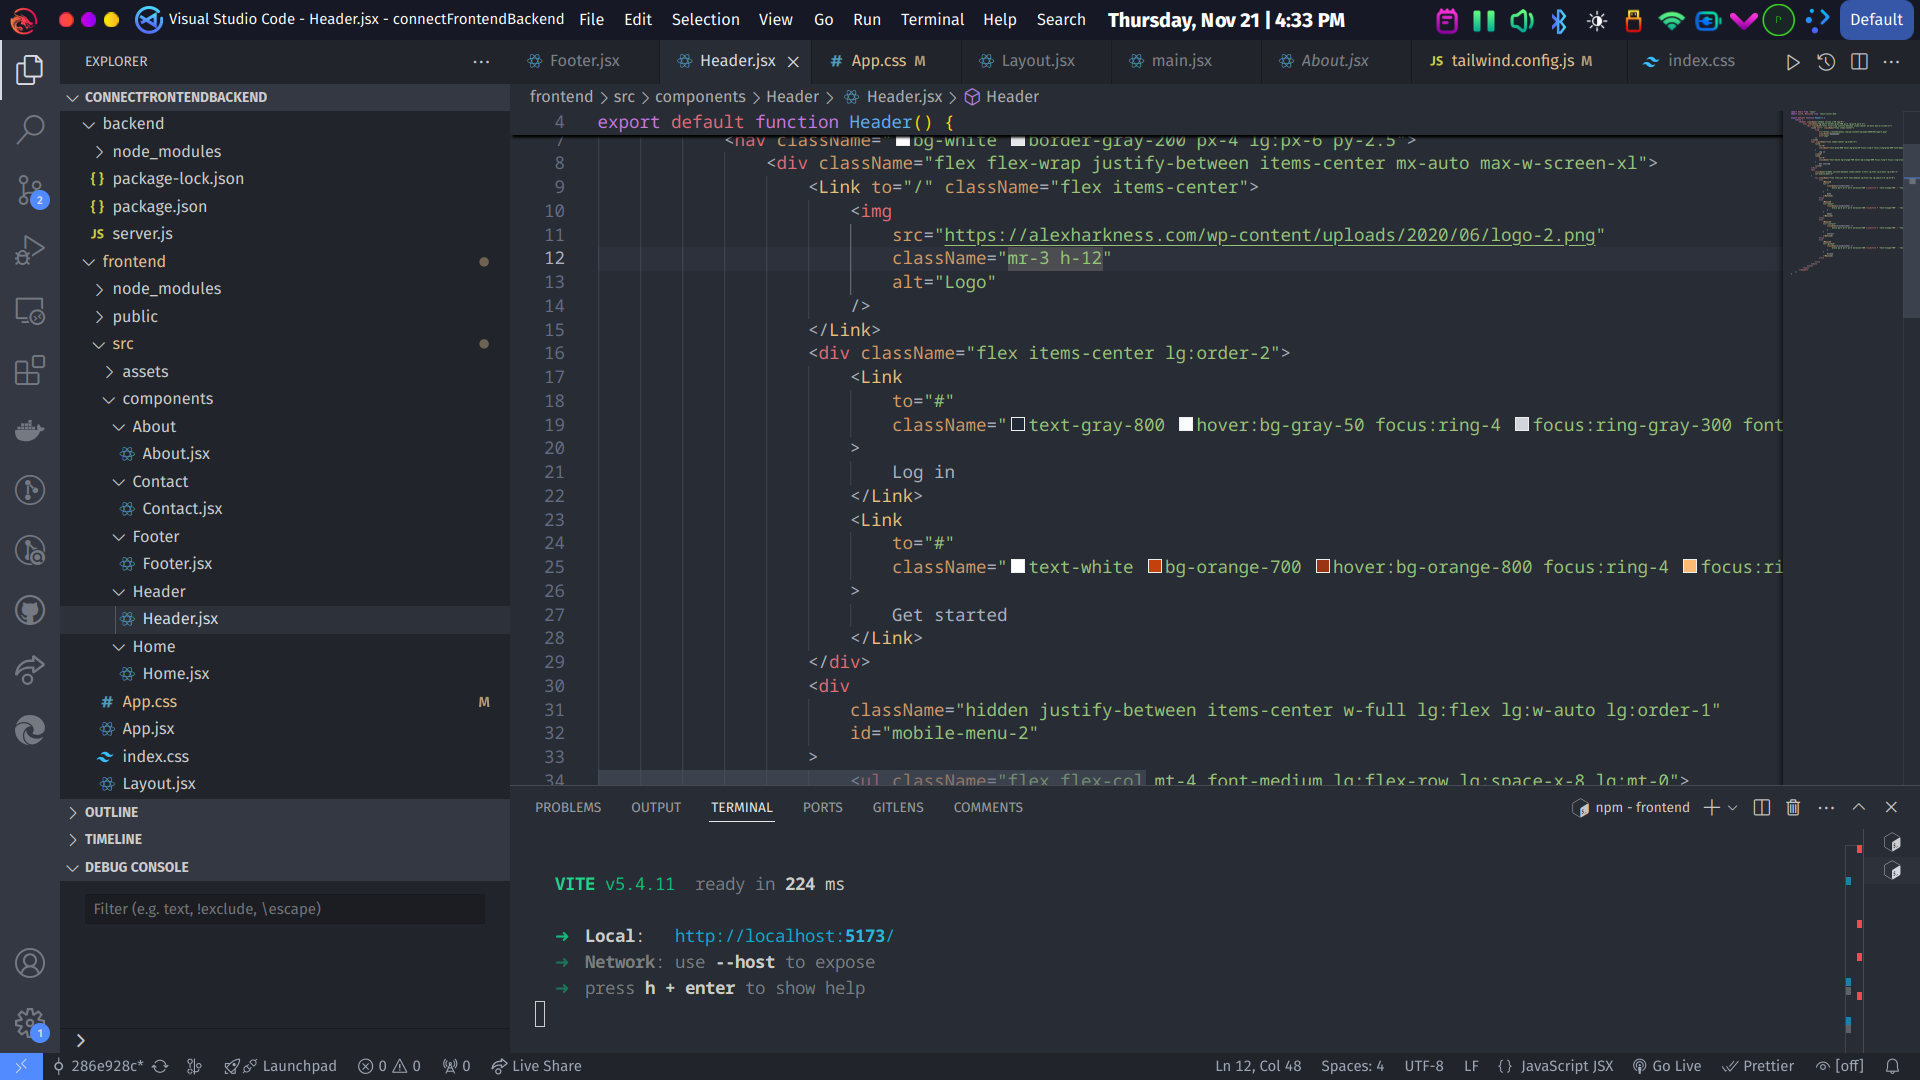 Visual Studio Code - Header.jsx - connectFrontendBackend File Edit Selection View Go Run Terminal Help Search Thursday, Nov 21 | 4:33 PM Default
EXPLORER
Footer.jsx Header.jsx App.css M Layout.jsx main.jsx About.jsx JS tailwind.config.js M index.css
CONNECTFRONTENDBACKEND
backend
node_modules
{} package-lock.json
{} package.json
JS server.js
frontend
node_modules
public
src
assets
components
About
About.jsx
Contact
Contact.jsx
Footer
Footer.jsx
Header
Header.jsx
Home
Home.jsx
# App.css M
App.jsx
index.css
Layout.jsx
OUTLINE
TIMELINE
DEBUG CONSOLE
Filter (e.g. text, !exclude, \escape)
2
1
frontend > src > components > Header > Header.jsx > Header
4 export default function Header() {
7 <nav className="bg-white border-gray-200 px-4 lg:px-6 py-2.5">
8 <div className="flex flex-wrap justify-between items-center mx-auto max-w-screen-xl">
9 <Link to="/" className="flex items-center">
10 <img
11 src="https://alexharkness.com/wp-content/uploads/2020/06/logo-2.png"
12 className="mr-3 h-12"
13 alt="Logo"
14 />
15 </Link>
16 <div className="flex items-center lg:order-2">
17 <Link
18 to="#"
19 className="text-gray-800 hover:bg-gray-50 focus:ring-4 focus:ring-gray-300 font
20 >
21 Log in
22 </Link>
23 <Link
24 to="#"
25 className="text-white bg-orange-700 hover:bg-orange-800 focus:ring-4 focus:ri
26 >
27 Get started
28 </Link>
29 </div>
30 <div
31 className="hidden justify-between items-center w-full lg:flex lg:w-auto lg:order-1"
32 id="mobile-menu-2"
33 >
34 <ul className="flex flex-col mt-4 font-medium lg:flex-row lg:space-x-8 lg:mt-0">
PROBLEMS OUTPUT TERMINAL PORTS GITLENS COMMENTS npm - frontend
VITE v5.4.11 ready in 224 ms
➜ Local: http://localhost:5173/
➜ Network: use --host to expose
➜ press h + enter to show help
286e928c* Launchpad 0 0 0 Live Share Ln 12, Col 48 Spaces: 4 UTF-8 LF {} JavaScript JSX Go Live Prettier [off]